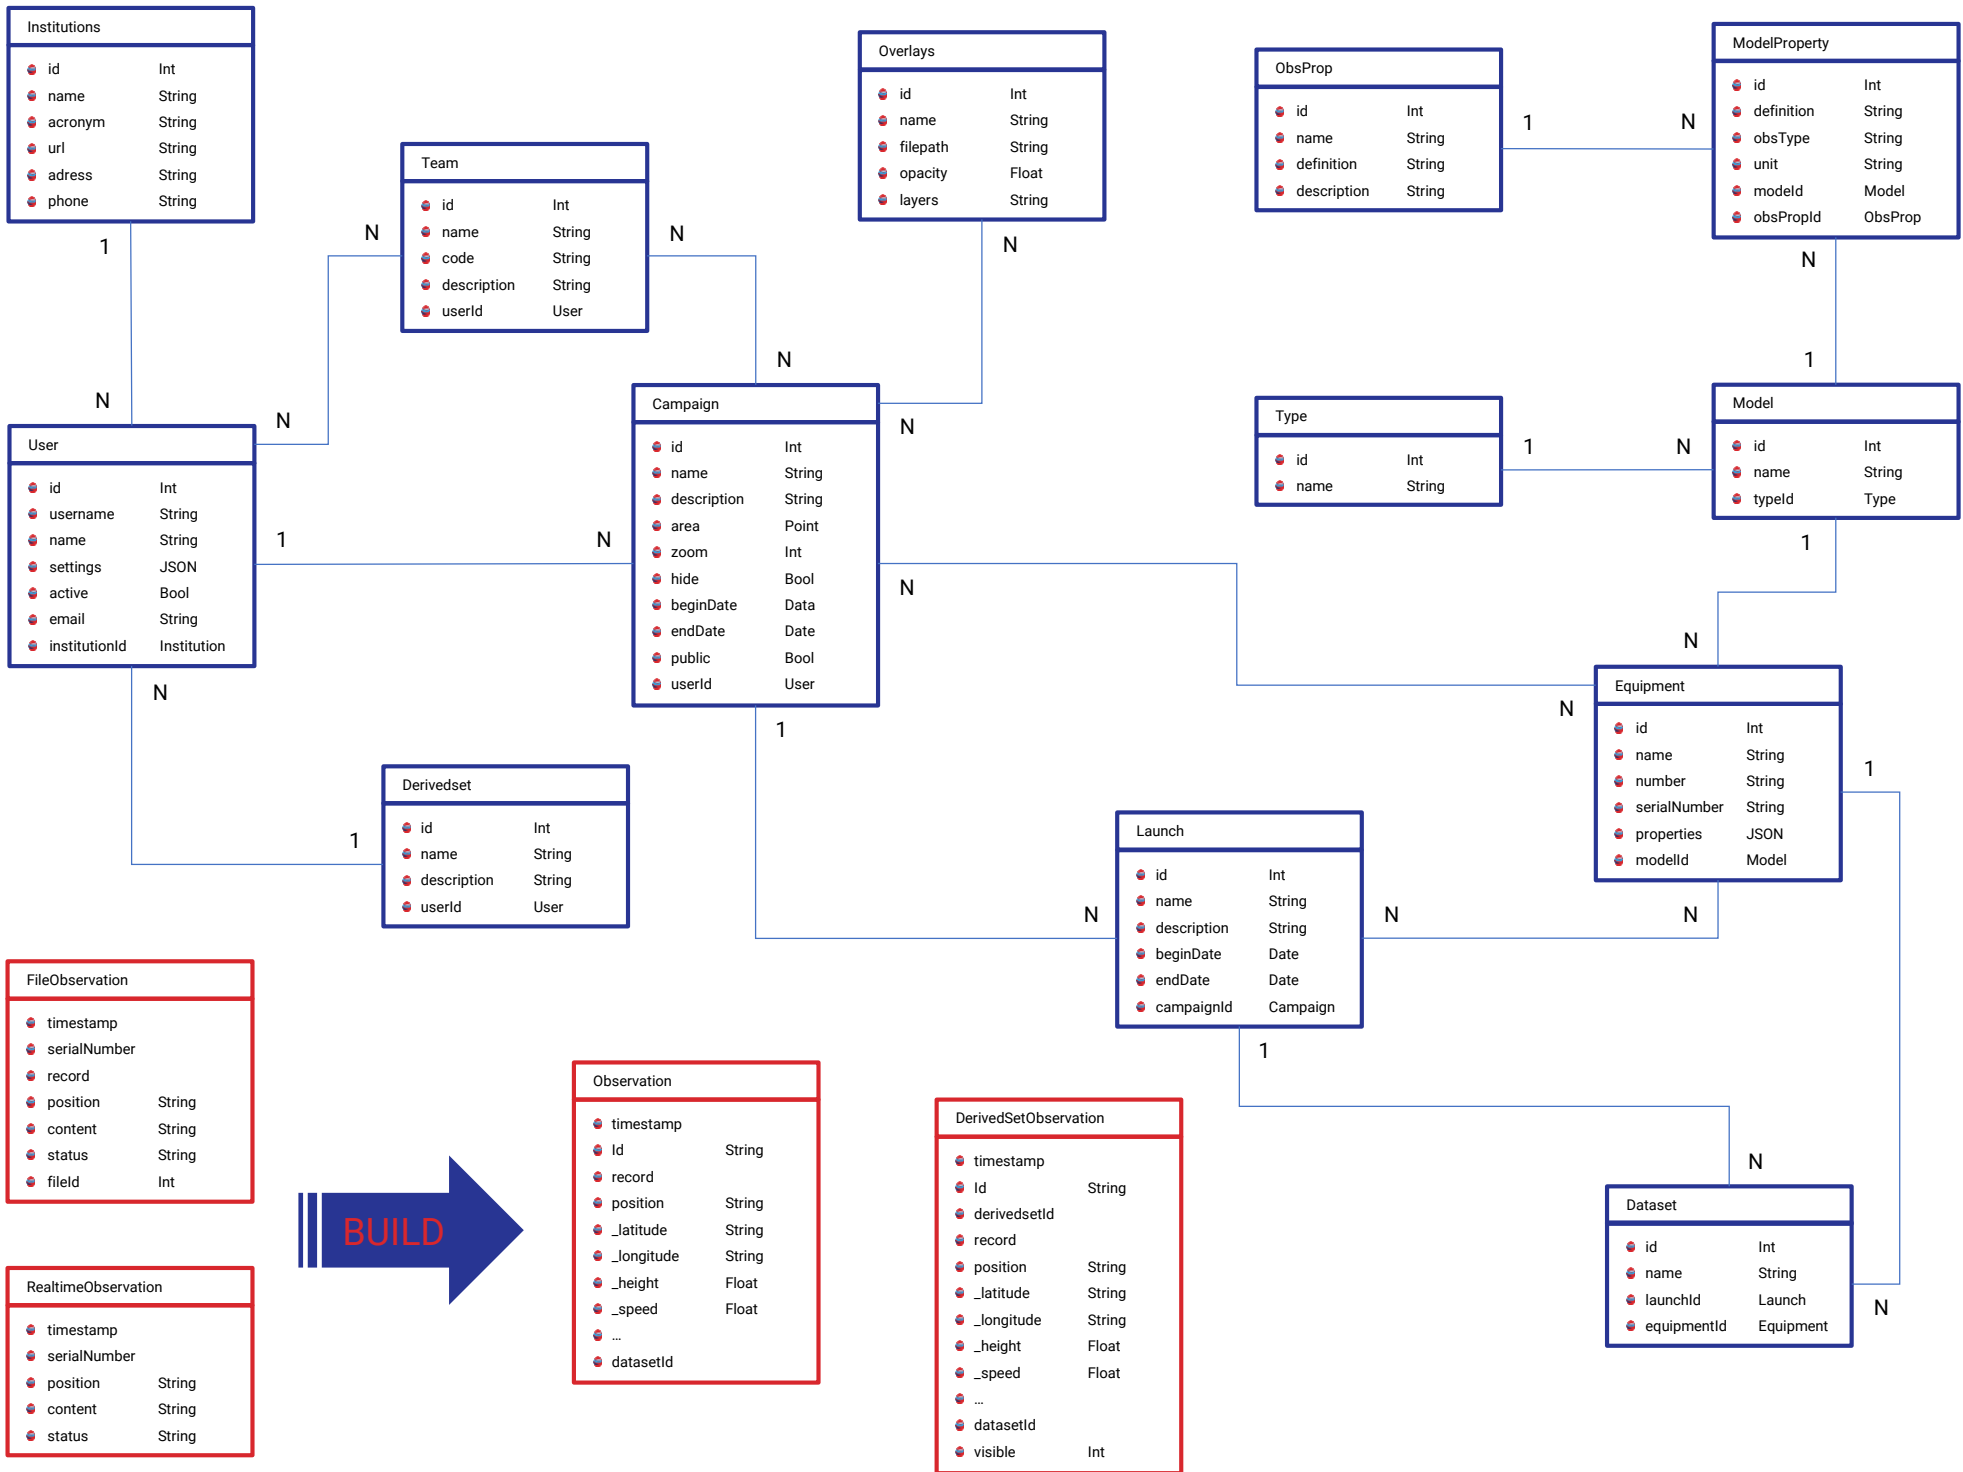 Institutions
id Int
name String
acronym String
url String
adress String
phone String
1
N
Team
id Int
name String
code String
description String
userId User
N
N
N
N
Overlays
id Int
name String
filepath String
opacity Float
layers String
N
N
ObsProp
id Int
name String
definition String
description String
1
N
ModelProperty
id Int
definition String
obsType String
unit String
modeId Model
obsPropId ObsProp
N
1
User
id Int
username String
name String
settings JSON
active Bool
email String
institutionId Institution
1
N
N
1
Campaign
id Int
name String
description String
area Point
zoom Int
hide Bool
beginDate Data
endDate Date
public Bool
userId User
N
N
1
N
Type
id Int
name String
1
N
Model
id Int
name String
typeId Type
1
N
Equipment
id Int
name String
number String
serialNumber String
properties JSON
modelId Model
1
N
N
N
Derivedset
id Int
name String
description String
userId User
Launch
id Int
name String
description String
beginDate Date
endDate Date
campaignId Campaign
1
N
Dataset
id Int
name String
launchId Launch
equipmentId Equipment
FileObservation
timestamp
serialNumber
record
position String
content String
status String
fileId Int
RealtimeObservation
timestamp
serialNumber
position String
content String
status String
BUILD
Observation
timestamp
Id String
record
position String
_latitude String
_longitude String
_height Float
_speed Float
...
datasetId
DerivedSetObservation
timestamp
Id String
derivedsetId
record
position String
_latitude String
_longitude String
_height Float
_speed Float
...
datasetId
visible Int